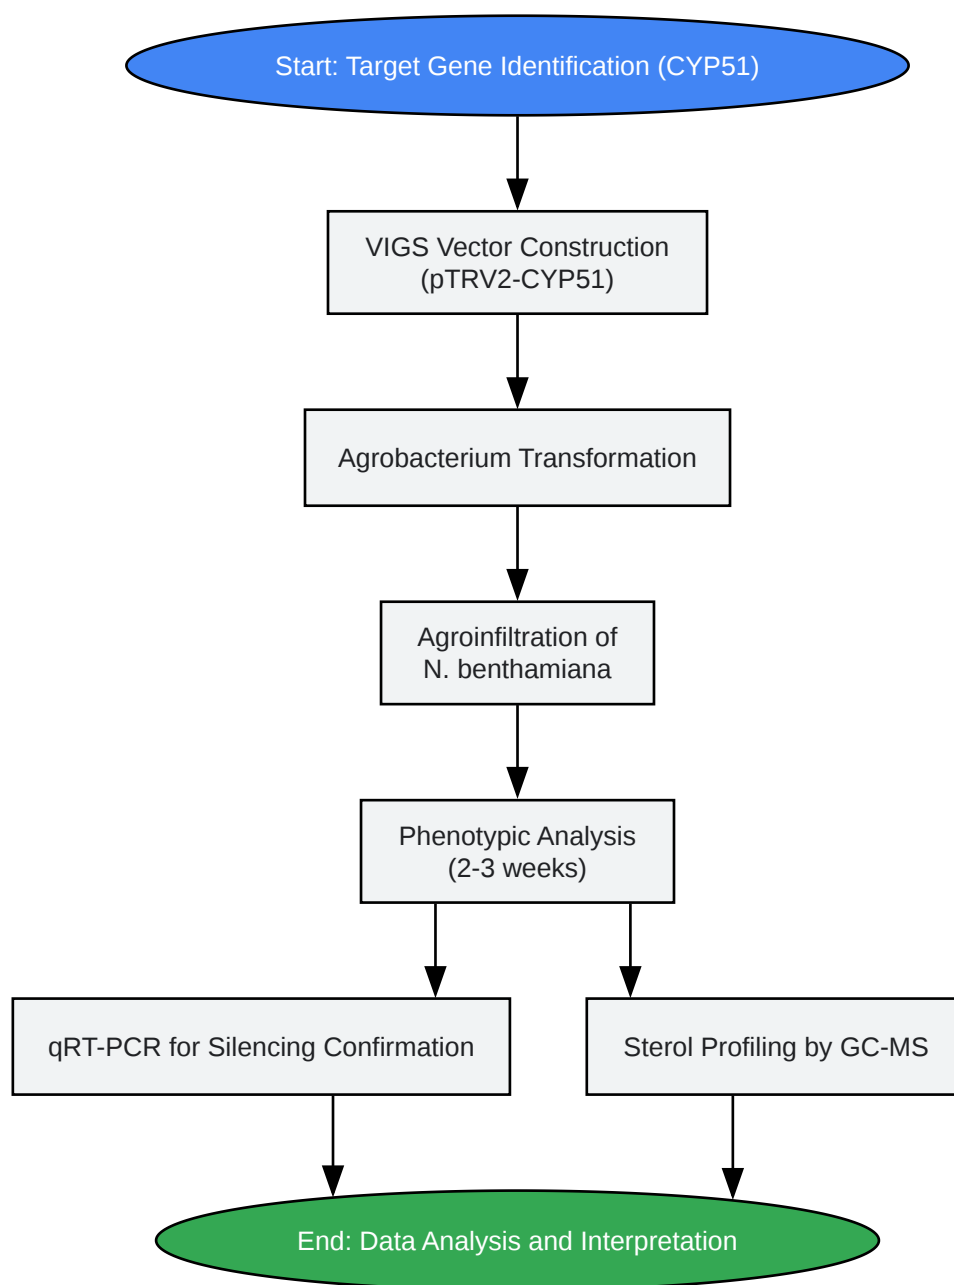 Start: Target Gene Identification (CYP51)
VIGS Vector Construction
(pTRV2-CYP51)
Agrobacterium Transformation
Agroinfiltration of
N. benthamiana
Phenotypic Analysis
(2-3 weeks)
qRT-PCR for Silencing Confirmation
Sterol Profiling by GC-MS
End: Data Analysis and Interpretation